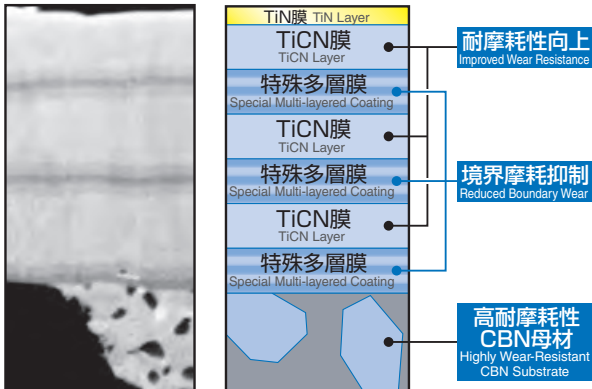 TiN膜 TiN Layer
TiCN膜
TiCN Layer
特殊多層膜
Special Multi-layered Coating
TiCN膜
TiCN Layer
特殊多層膜
Special Multi-layered Coating
TiCN膜
TiCN Layer
特殊多層膜
Special Multi-layered Coating
耐摩耗性向上
Improved Wear Resistance
境界摩耗抑制
Reduced Boundary Wear
高耐摩耗性
CBN母材
Highly Wear-Resistant
CBN Substrate